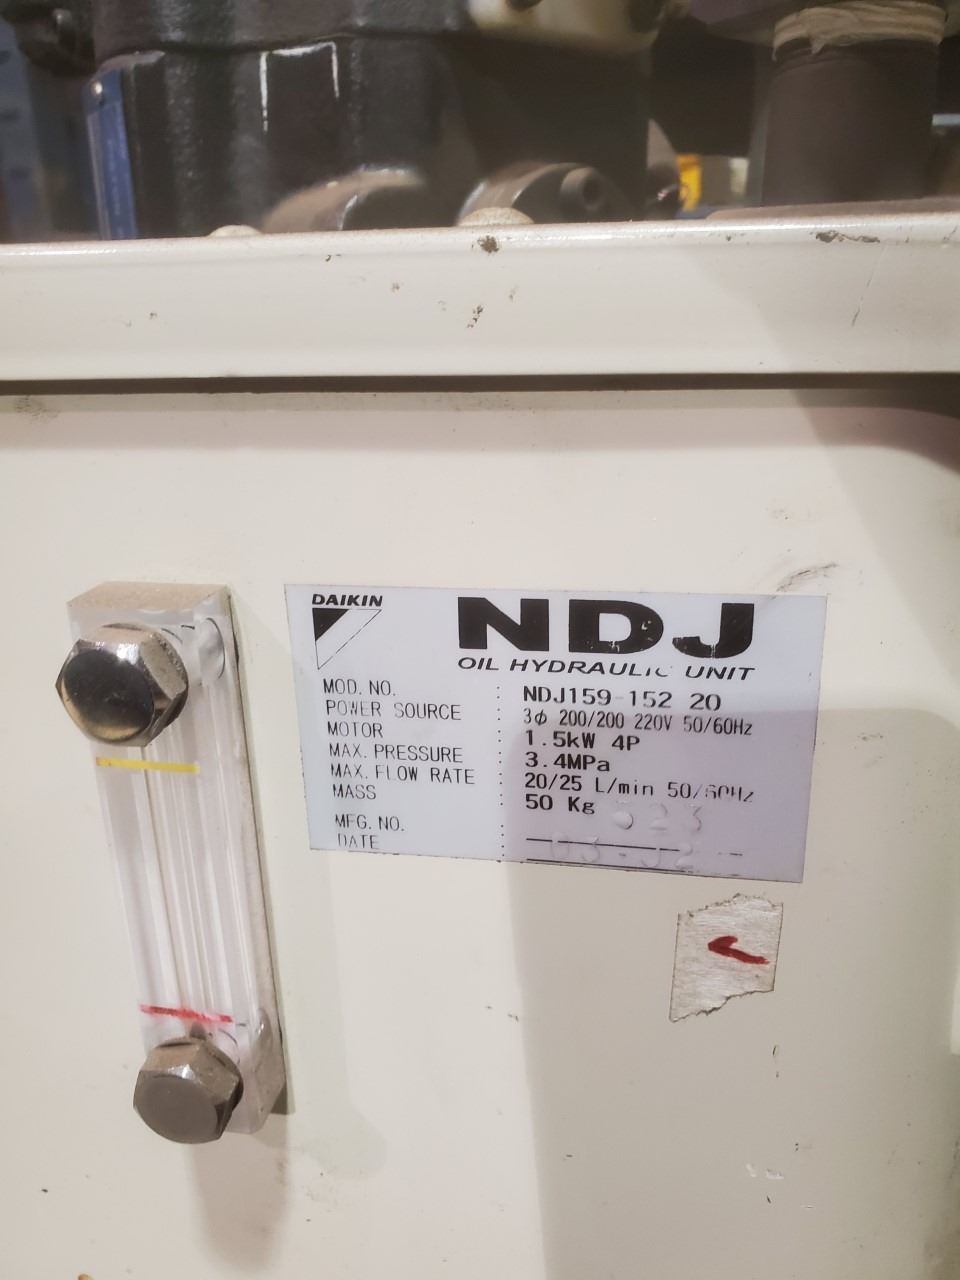 DAIKIN
NDJ
OIL HYDRAULIC UNIT
MOD. NO. : NDJ159-152 20
POWER SOURCE : 3φ 200/200 220V 50/60Hz
MOTOR : 1.5kW 4P
MAX. PRESSURE : 3.4MPa
MAX. FLOW RATE : 20/25 L/min 50/60Hz
MASS : 50 Kg
MFG. NO. :
DATE :